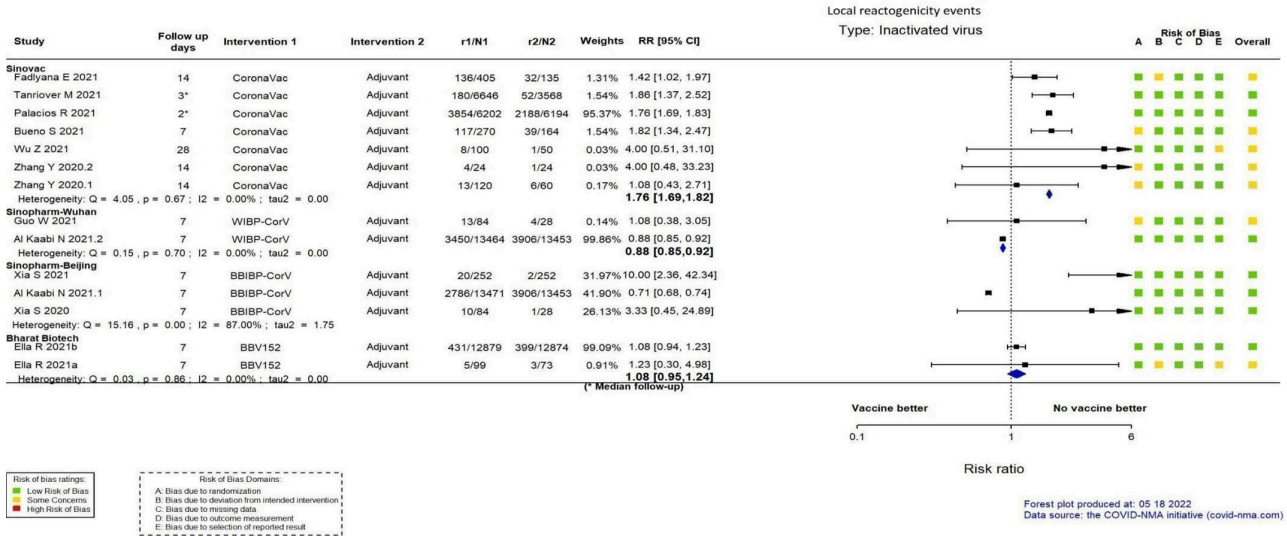 Local reactogenicity events
Type: Inactivated virus
Study Follow up days Intervention 1 Intervention 2 r1/N1 r2/N2 Weights RR [95% CI] Risk of Bias A B C D E Overall
Sinovac
Fadlyana E 2021 14 CoronaVac Adjuvant 136/405 32/135 1.31% 1.42 [1.02, 1.97]
Tanriover M 2021 3* CoronaVac Adjuvant 180/6646 52/3568 1.54% 1.86 [1.37, 2.52]
Palacios R 2021 2* CoronaVac Adjuvant 3854/6202 2188/6194 95.37% 1.76 [1.69, 1.83]
Bueno S 2021 7 CoronaVac Adjuvant 117/270 39/164 1.54% 1.82 [1.34, 2.47]
Wu Z 2021 28 CoronaVac Adjuvant 8/100 1/50 0.03% 4.00 [0.51, 31.10]
Zhang Y 2020.2 14 CoronaVac Adjuvant 4/24 1/24 0.03% 4.00 [0.48, 33.23]
Zhang Y 2020.1 14 CoronaVac Adjuvant 13/120 6/60 0.17% 1.08 [0.43, 2.71]
Heterogeneity: Q = 4.05 , p = 0.67 ; I2 = 0.00% ; tau2 = 0.00 1.76 [1.69,1.82]
Sinopharm-Wuhan
Guo W 2021 7 WIBP-CorV Adjuvant 13/84 4/28 0.14% 1.08 [0.38, 3.05]
Al Kaabi N 2021.2 7 WIBP-CorV Adjuvant 3450/13464 3906/13453 99.86% 0.88 [0.85, 0.92]
Heterogeneity: Q = 0.15 , p = 0.70 ; I2 = 0.00% ; tau2 = 0.00 0.88 [0.85,0.92]
Sinopharm-Beijing
Xia S 2021 7 BBIBP-CorV Adjuvant 20/252 2/252 31.97% 10.00 [2.36, 42.34]
Al Kaabi N 2021.1 7 BBIBP-CorV Adjuvant 2786/13471 3906/13453 41.90% 0.71 [0.68, 0.74]
Xia S 2020 7 BBIBP-CorV Adjuvant 10/84 1/28 26.13% 3.33 [0.45, 24.89]
Heterogeneity: Q = 15.16 , p = 0.00 ; I2 = 87.00% ; tau2 = 1.75
Bharat Biotech
Ella R 2021b 7 BBV152 Adjuvant 431/12879 399/12874 99.09% 1.08 [0.94, 1.23]
Ella R 2021a 7 BBV152 Adjuvant 5/99 3/73 0.91% 1.23 [0.30, 4.98]
Heterogeneity: Q = 0.03 , p = 0.86 ; I2 = 0.00% ; tau2 = 0.00 1.08 [0.95,1.24]
(* Median follow-up)
Vaccine better No vaccine better
0.1 1 6
Risk ratio
Risk of bias ratings:
Low Risk of Bias
Some Concerns
High Risk of Bias
Risk of Bias Domains:
A: Bias due to randomization
B: Bias due to deviation from intended intervention
C: Bias due to missing data
D: Bias due to outcome measurement
E: Bias due to selection of reported result
Forest plot produced at: 05 18 2022
Data source: the COVID-NMA initiative (covid-nma.com)